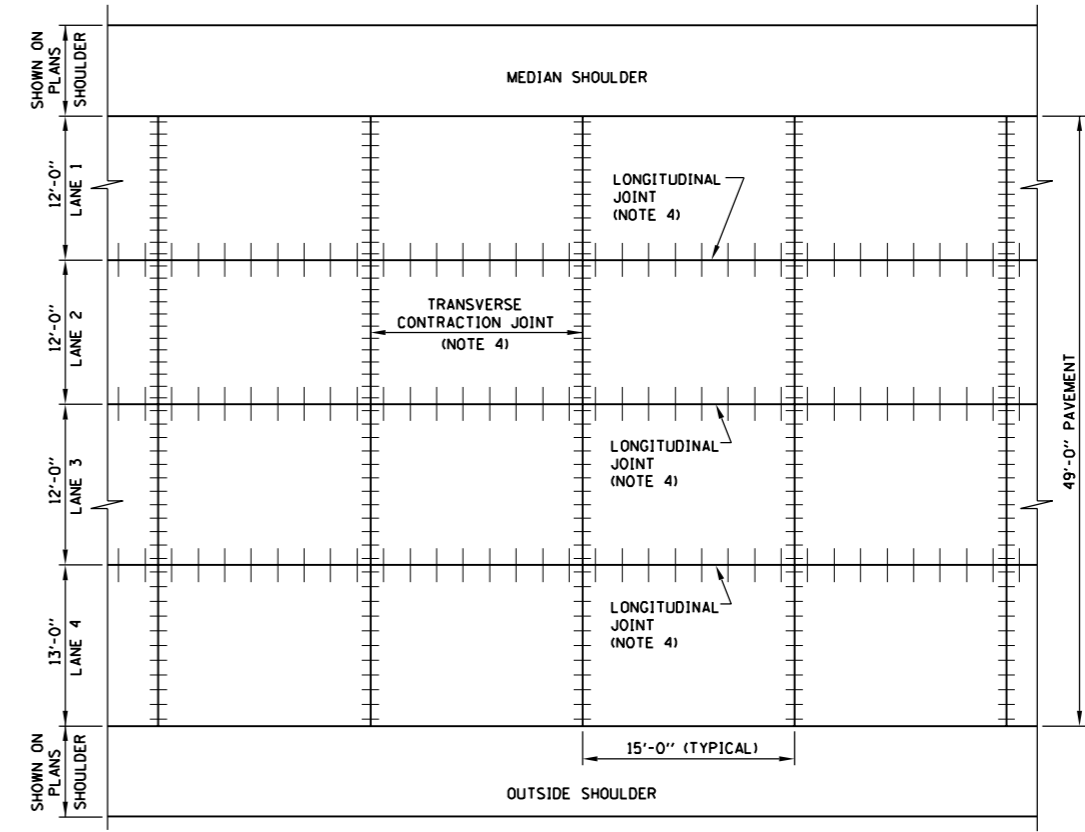 SHOWN ON
PLANS
SHOULDER
MEDIAN SHOULDER
12'-0"
LANE 1
LONGITUDINAL
JOINT
(NOTE 4)
12'-0"
LANE 2
TRANSVERSE
CONTRACTION JOINT
(NOTE 4)
49'-0" PAVEMENT
12'-0"
LANE 3
LONGITUDINAL
JOINT
(NOTE 4)
13'-0"
LANE 4
LONGITUDINAL
JOINT
(NOTE 4)
15'-0" (TYPICAL)
SHOWN ON
PLANS
SHOULDER
OUTSIDE SHOULDER